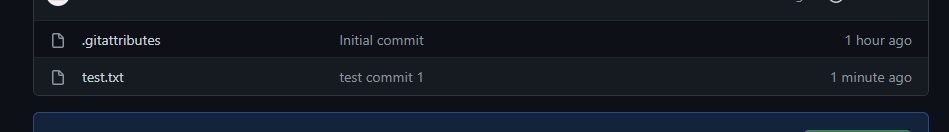 .gitattributes Initial commit 1 hour ago
test.txt test commit 1 1 minute ago